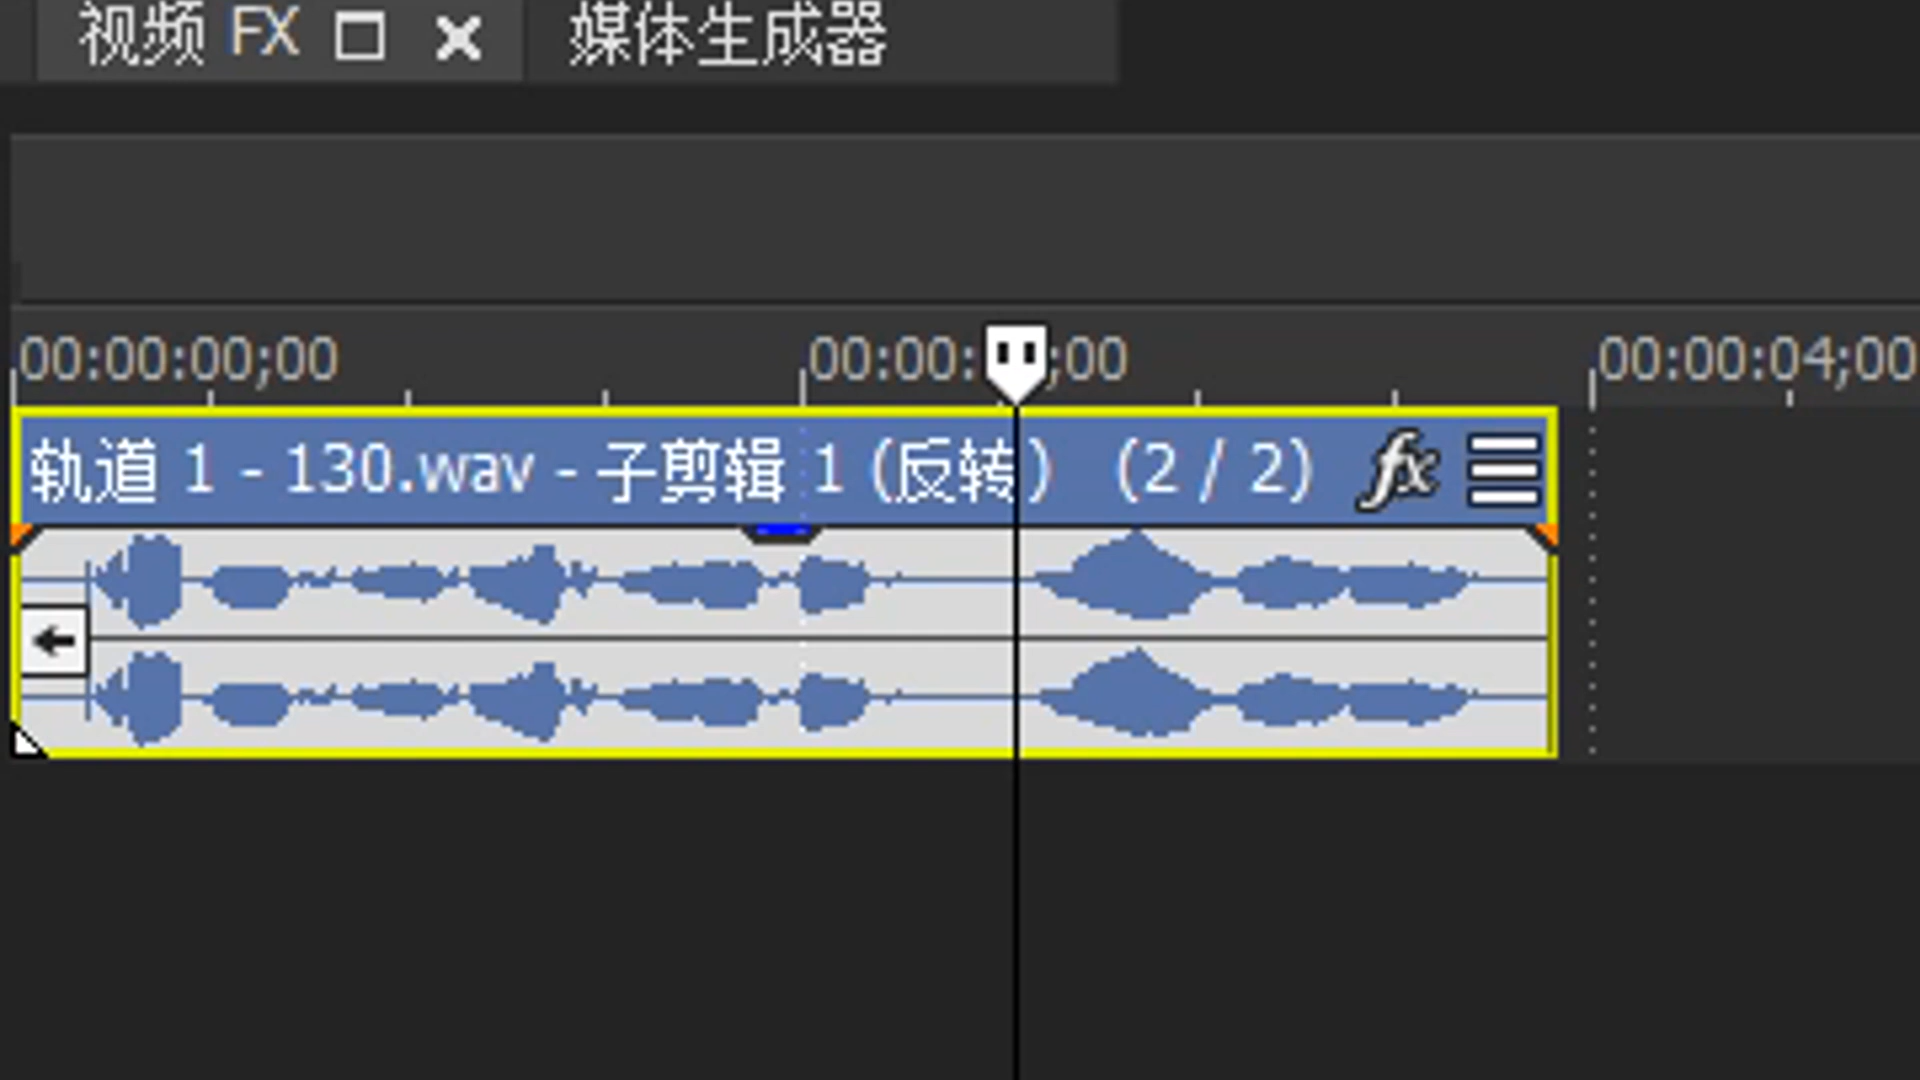 视频 FX
媒体生成器
00:00:00;00
00:00: ;00
00:00:04;00
轨道 1 - 130.wav - 子剪辑 1 (反转) (2 / 2) fx